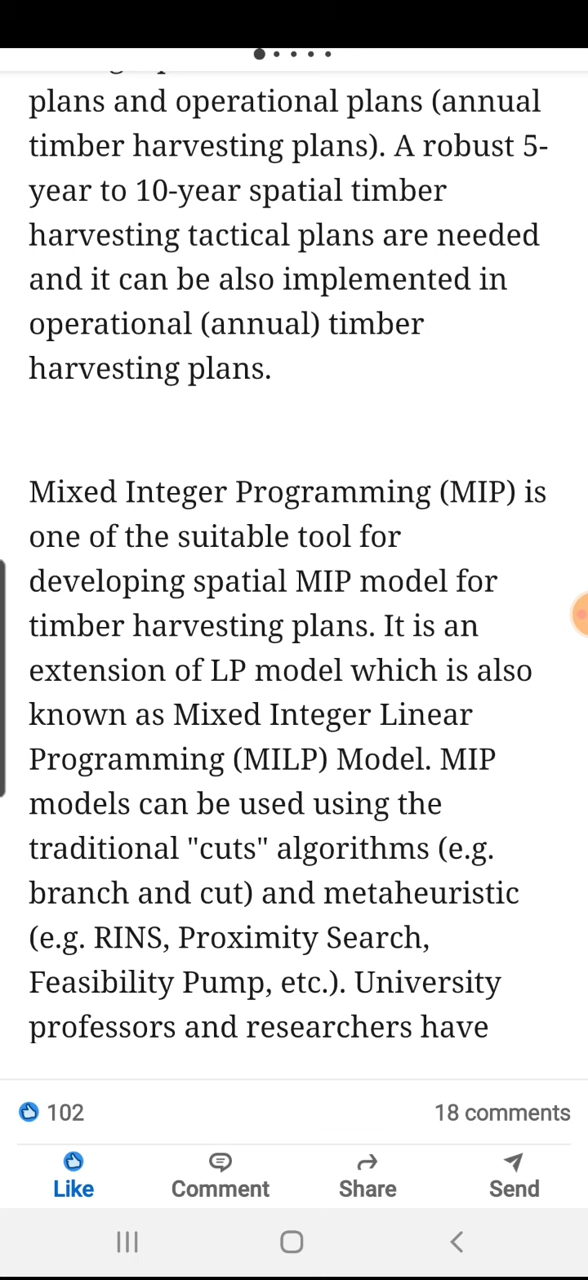 plans and operational plans (annual
timber harvesting plans). A robust 5-
year to 10-year spatial timber
harvesting tactical plans are needed
and it can be also implemented in
operational (annual) timber
harvesting plans.
Mixed Integer Programming (MIP) is
one of the suitable tool for
developing spatial MIP model for
timber harvesting plans. It is an
extension of LP model which is also
known as Mixed Integer Linear
Programming (MILP) Model. MIP
models can be used using the
traditional "cuts" algorithms (e.g.
branch and cut) and metaheuristic
(e.g. RINS, Proximity Search,
Feasibility Pump, etc.). University
professors and researchers have
102 18 comments
Like Comment Share Send